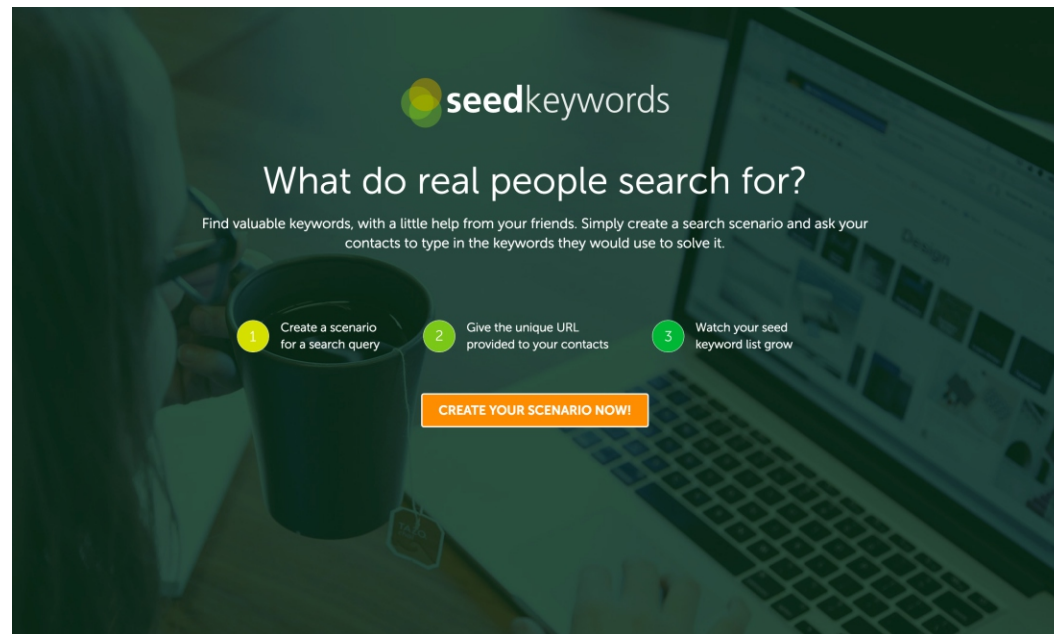 seedkeywords
What do real people search for?
Find valuable keywords, with a little help from your friends. Simply create a search scenario and ask your
contacts to type in the keywords they would use to solve it.
1
Create a scenario
for a search query
2
Give the unique URL
provided to your contacts
3
Watch your seed
keyword list grow
CREATE YOUR SCENARIO NOW!
Design
TAZO